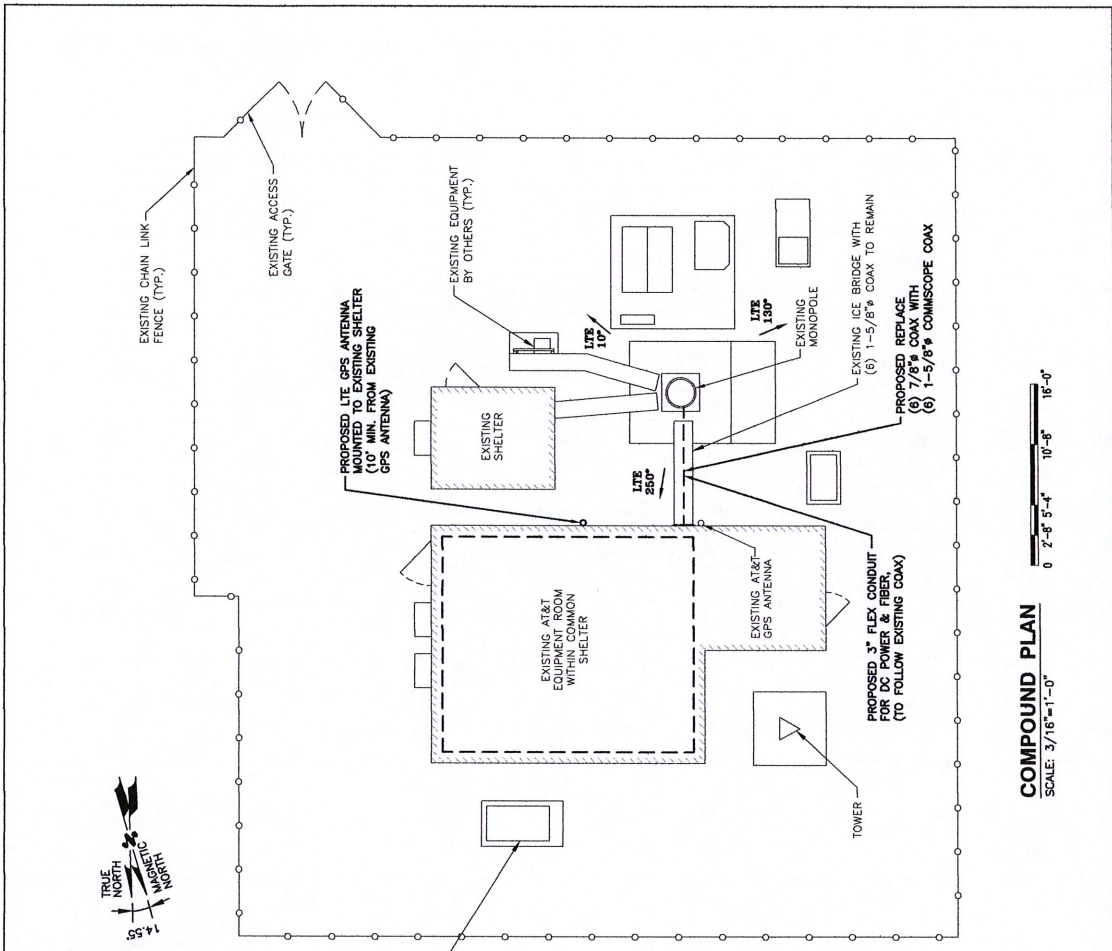 EXISTING CHAIN LINK
FENCE (TYP.)
EXISTING ACCESS
GATE (TYP.)
EXISTING EQUIPMENT
BY OTHERS (TYP.)
PROPOSED LTE GPS ANTENNA
MOUNTED TO EXISTING SHELTER
(10' MIN. FROM EXISTING
GPS ANTENNA)
EXISTING
SHELTER
LTE
10°
LTE
130°
EXISTING
MONOPOLE
EXISTING ICE BRIDGE WITH
(6) 1-5/8"ø COAX TO REMAIN
PROPOSED REPLACE
(6) 7/8"ø COAX WITH
(6) 1-5/8"ø COMMSCOPE COAX
LTE
250°
EXISTING AT&T
EQUIPMENT ROOM
WITHIN COMMON
SHELTER
EXISTING AT&T
GPS ANTENNA
PROPOSED 3" FLEX CONDUIT
FOR DC POWER & FIBER,
(TO FOLLOW EXISTING COAX)
TOWER
TRUE
NORTH
MAGNETIC
NORTH
14.55°
COMPOUND PLAN
SCALE: 3/16"=1'-0"
0 2'-8" 5'-4" 10'-8" 16'-0"